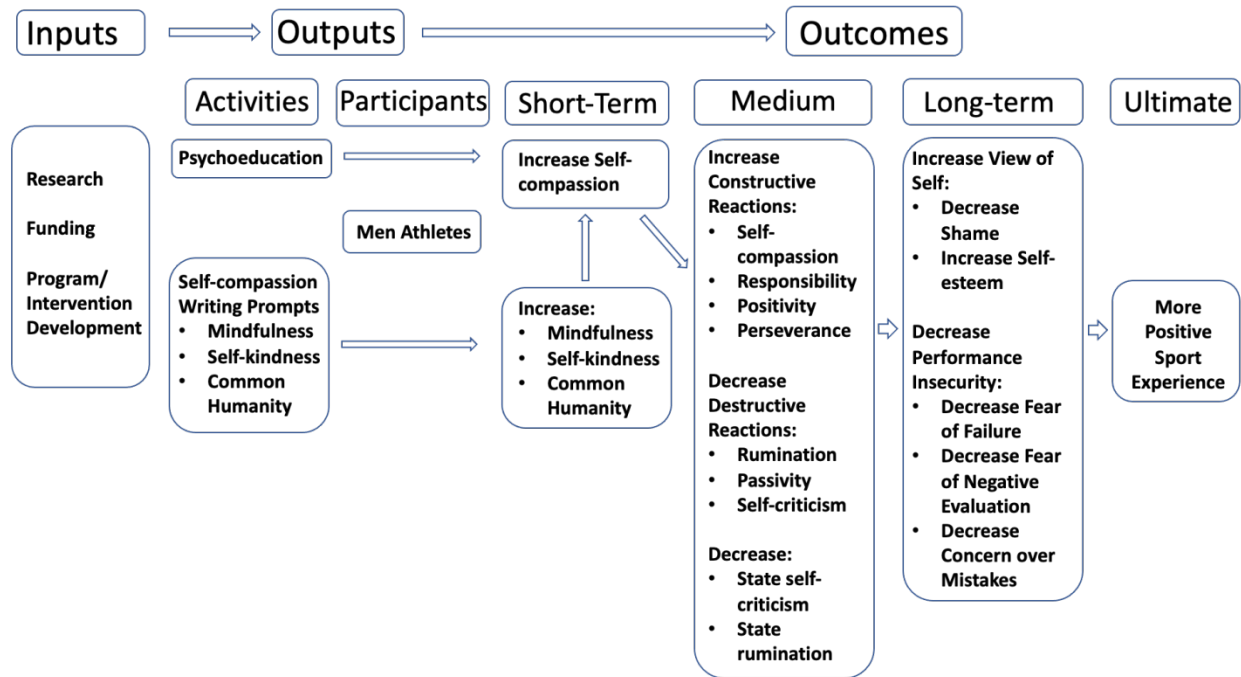 Inputs
Outputs
Outcomes
Activities
Participants
Short-Term
Medium
Long-term
Ultimate
Research
Funding
Program/
Intervention
Development
Psychoeducation
Self-compassion
Writing Prompts
• Mindfulness
• Self-kindness
• Common
Humanity
Men Athletes
Increase Self-
compassion
Increase:
• Mindfulness
• Self-kindness
• Common
Humanity
Increase
Constructive
Reactions:
• Self-
compassion
• Responsibility
• Positivity
• Perseverance
Decrease
Destructive
Reactions:
• Rumination
• Passivity
• Self-criticism
Decrease:
• State self-
criticism
• State
rumination
Increase View of
Self:
• Decrease
Shame
• Increase Self-
esteem
Decrease
Performance
Insecurity:
• Decrease Fear
of Failure
• Decrease Fear
of Negative
Evaluation
• Decrease
Concern over
Mistakes
More
Positive
Sport
Experience